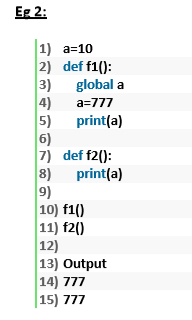 Eg 2:
1) a=10
2) def f1():
3) global a
4) a=777
5) print(a)
6)
7) def f2():
8) print(a)
9)
10) f1()
11) f2()
12)
13) Output
14) 777
15) 777